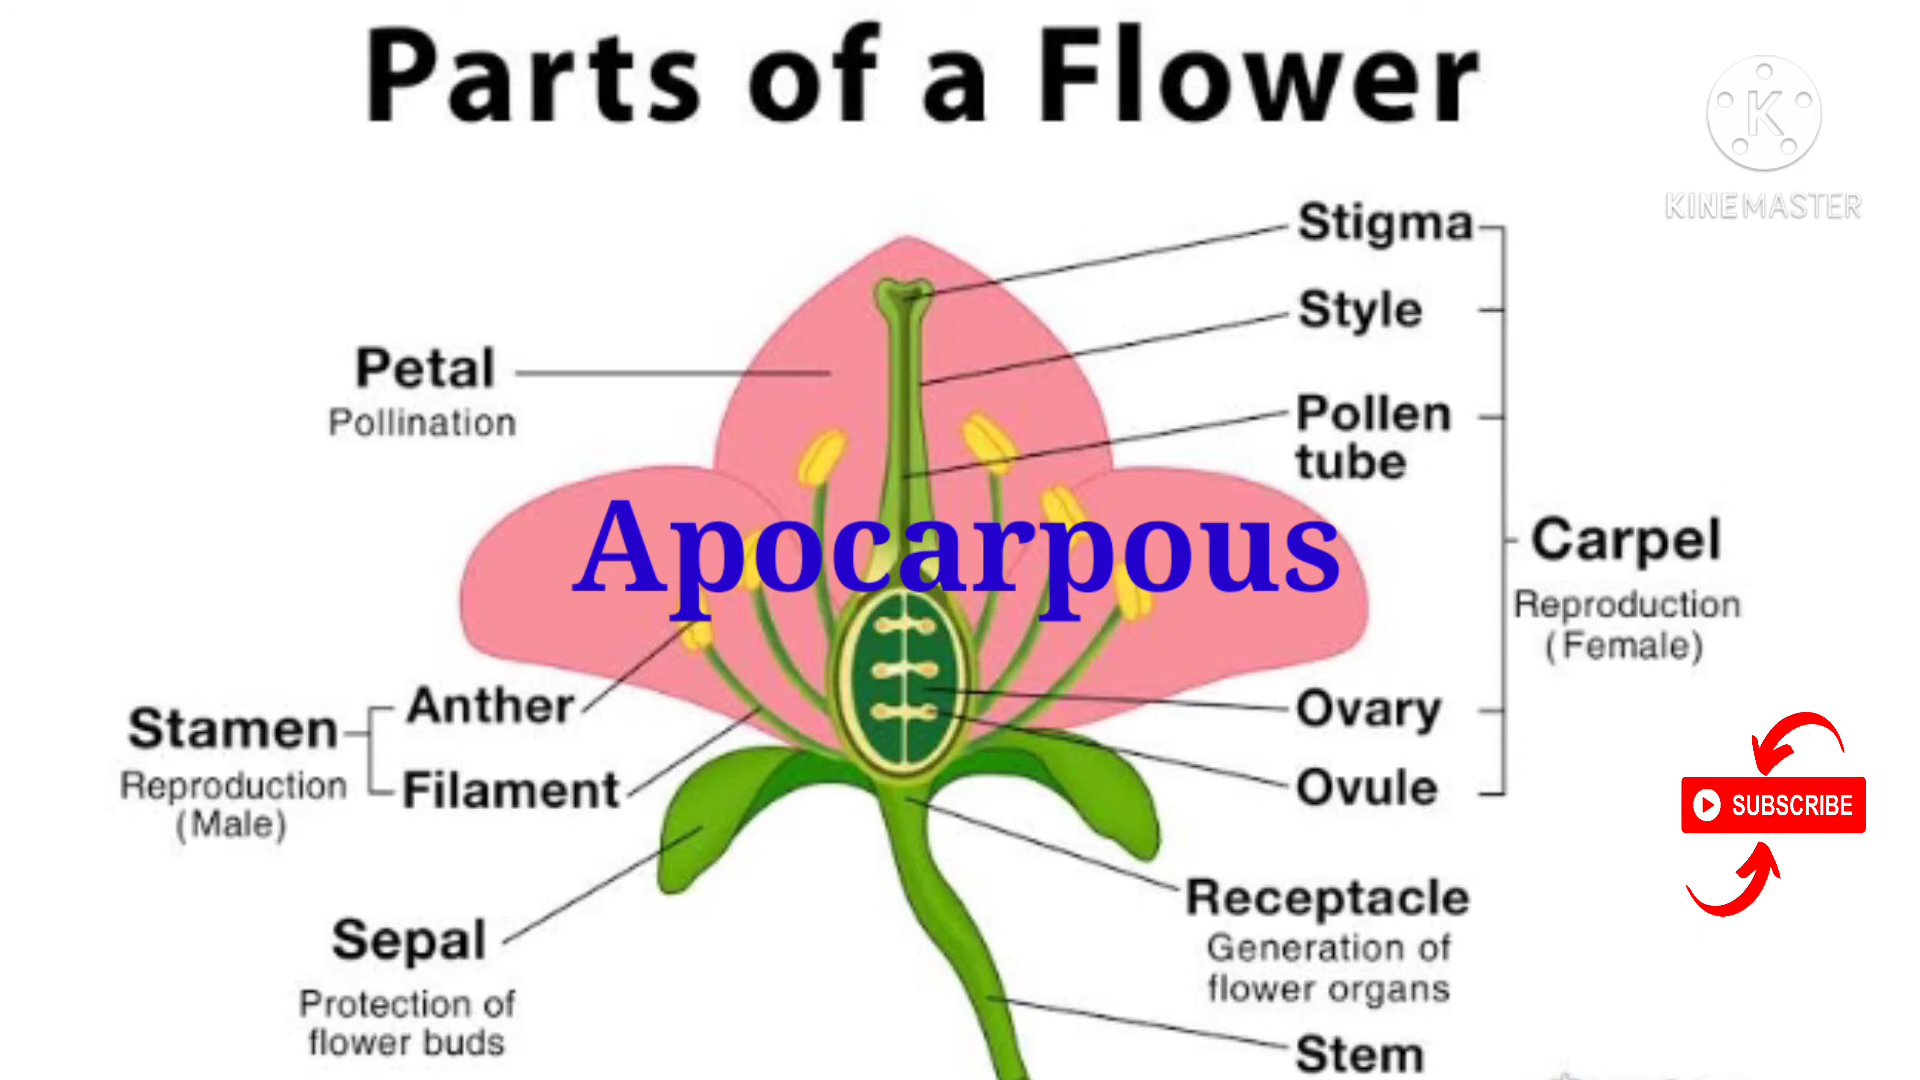 Parts of a Flower
K
KINEMASTER
Stigma
Style
Petal
Pollination
Pollen
tube
Apocarpous
Carpel
Reproduction
(Female)
Anther
Stamen
Reproduction
(Male)
Filament
Ovary
Ovule
SUBSCRIBE
Sepal
Protection of
flower buds
Receptacle
Generation of
flower organs
Stem